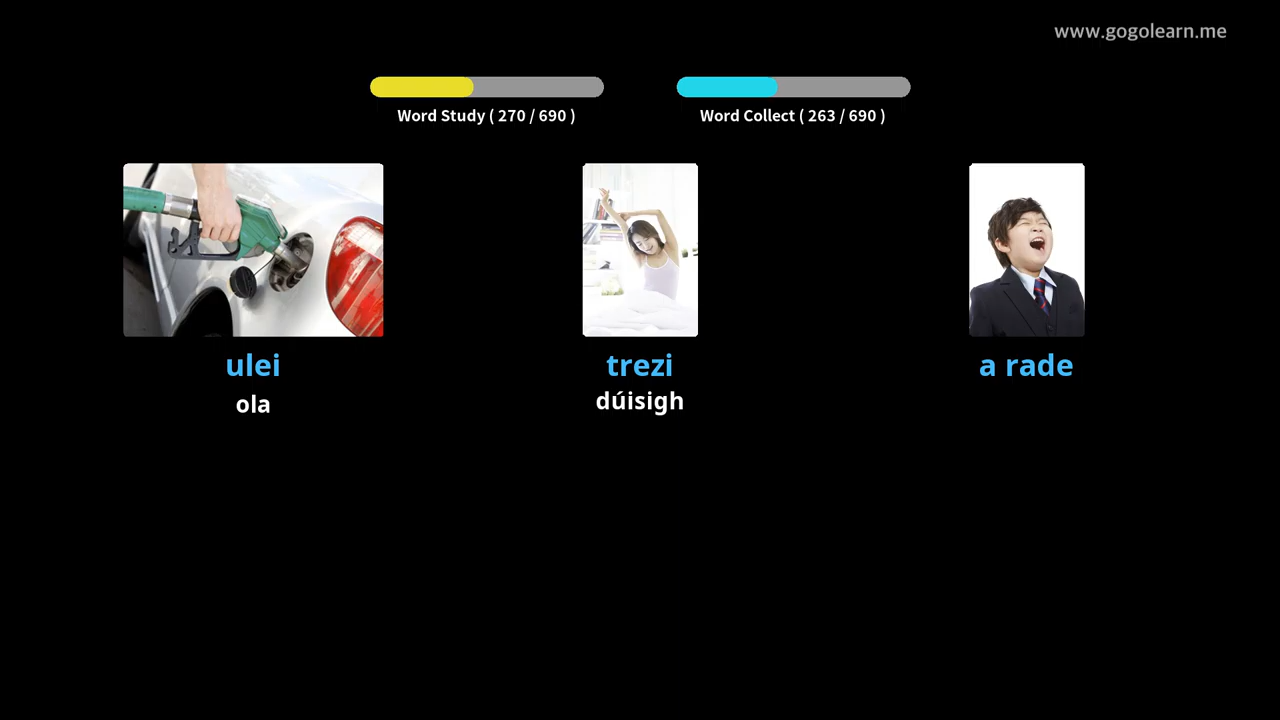 www.gogolearn.me
Word Study ( 270 / 690 )
Word Collect ( 263 / 690 )
ulei
ola
trezi
dúisigh
a rade